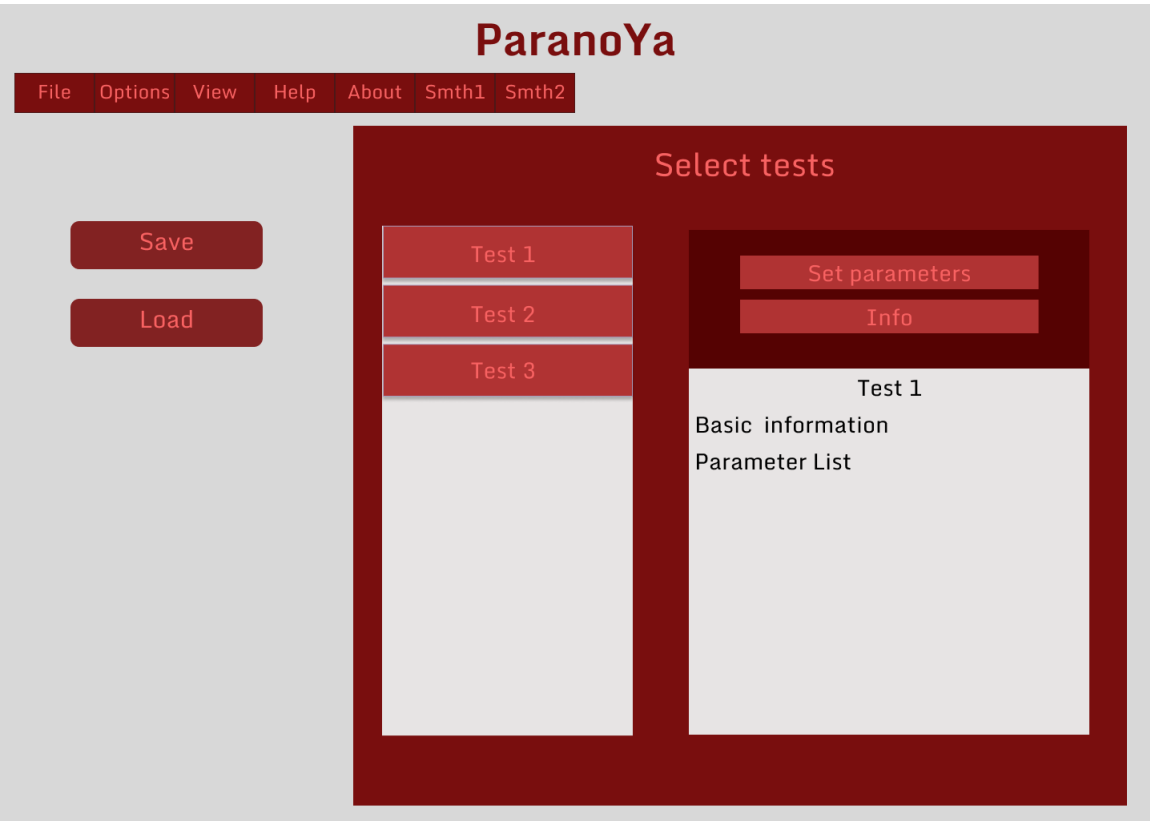 ParanoYa
File Options View Help About Smth1 Smth2
Select tests
Save
Load
Test 1
Test 2
Test 3
Set parameters
Info
Test 1
Basic information
Parameter List